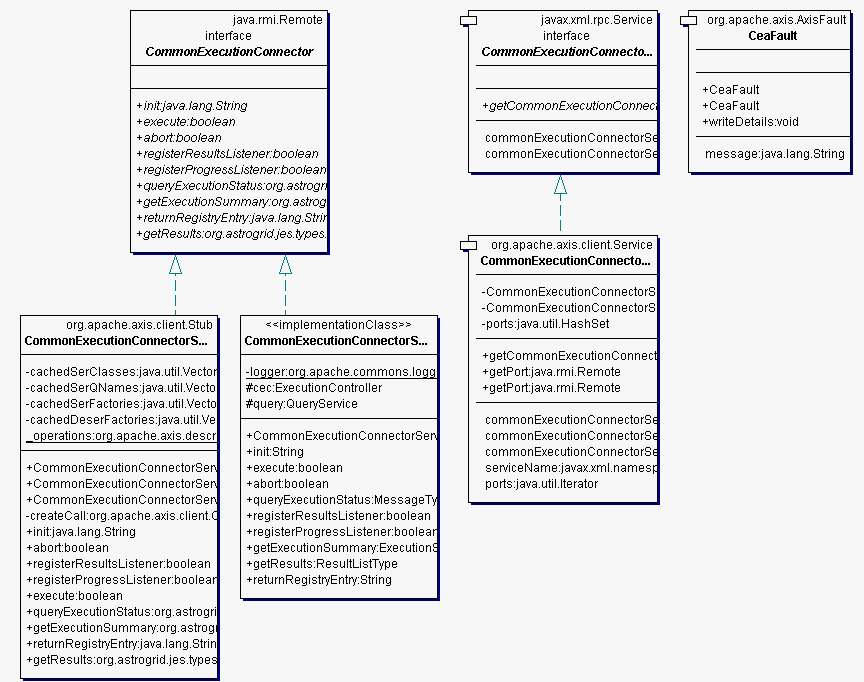 java.rmi.Remote
interface
CommonExecutionConnector
+init:java.lang.String
+execute:boolean
+abort:boolean
+registerResultsListener:boolean
+registerProgressListener:boolean
+queryExecutionStatus:org.astrogri
+getExecutionSummary:org.astrog
+returnRegistryEntry:java.lang.Strin
+getResults:org.astrogrid.jes.types.
javax.xml.rpc.Service
interface
CommonExecutionConnecto...
+getCommonExecutionConnect
commonExecutionConnectorSe
commonExecutionConnectorSe
org.apache.axis.AxisFault
CeaFault
+CeaFault
+CeaFault
+writeDetails:void
message:java.lang.String
org.apache.axis.client.Stub
CommonExecutionConnectorS...
-cachedSerClasses:java.util.Vector
-cachedSerQNames:java.util.Vecto
-cachedSerFactories:java.util.Vecto
-cachedDeserFactories:java.util.Ve
_operations:org.apache.axis.descr
+CommonExecutionConnectorServ
+CommonExecutionConnectorServ
+CommonExecutionConnectorServ
-createCall:org.apache.axis.client.C
+init:java.lang.String
+abort:boolean
+registerResultsListener:boolean
+registerProgressListener:boolean
+execute:boolean
+queryExecutionStatus:org.astrogri
+getExecutionSummary:org.astrogr
+returnRegistryEntry:java.lang.Strin
+getResults:org.astrogrid.jes.types
<<implementationClass>>
CommonExecutionConnectorS...
-logger:org.apache.commons.logg
#cec:ExecutionController
#query:QueryService
+CommonExecutionConnectorServ
+init:String
+execute:boolean
+abort:boolean
+queryExecutionStatus:MessageTy
+registerResultsListener:boolean
+registerProgressListener:boolean
+getExecutionSummary:ExecutionS
+getResults:ResultListType
+returnRegistryEntry:String
org.apache.axis.client.Service
CommonExecutionConnecto...
-CommonExecutionConnectorS
-CommonExecutionConnectorS
-ports:java.util.HashSet
+getCommonExecutionConnect
+getPort:java.rmi.Remote
+getPort:java.rmi.Remote
commonExecutionConnectorSe
commonExecutionConnectorSe
commonExecutionConnectorSe
serviceName:javax.xml.namesp
ports:java.util.Iterator